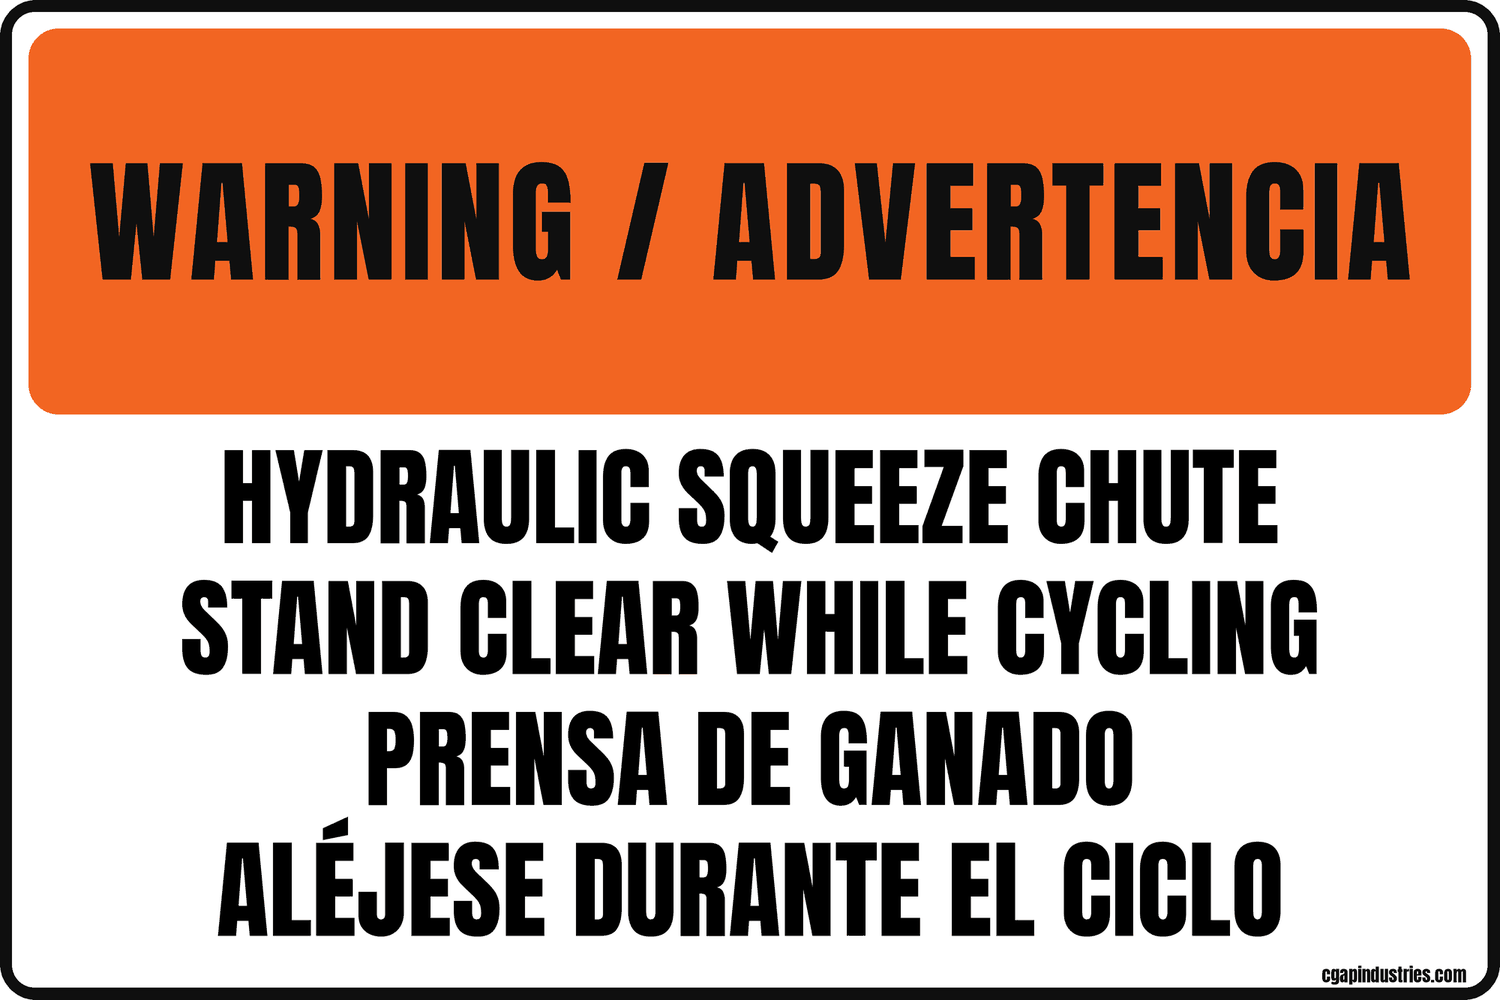 WARNING / ADVERTENCIA
HYDRAULIC SQUEEZE CHUTE
STAND CLEAR WHILE CYCLING
PRENSA DE GANADO
ALÉJESE DURANTE EL CICLO
cgapindustries.com